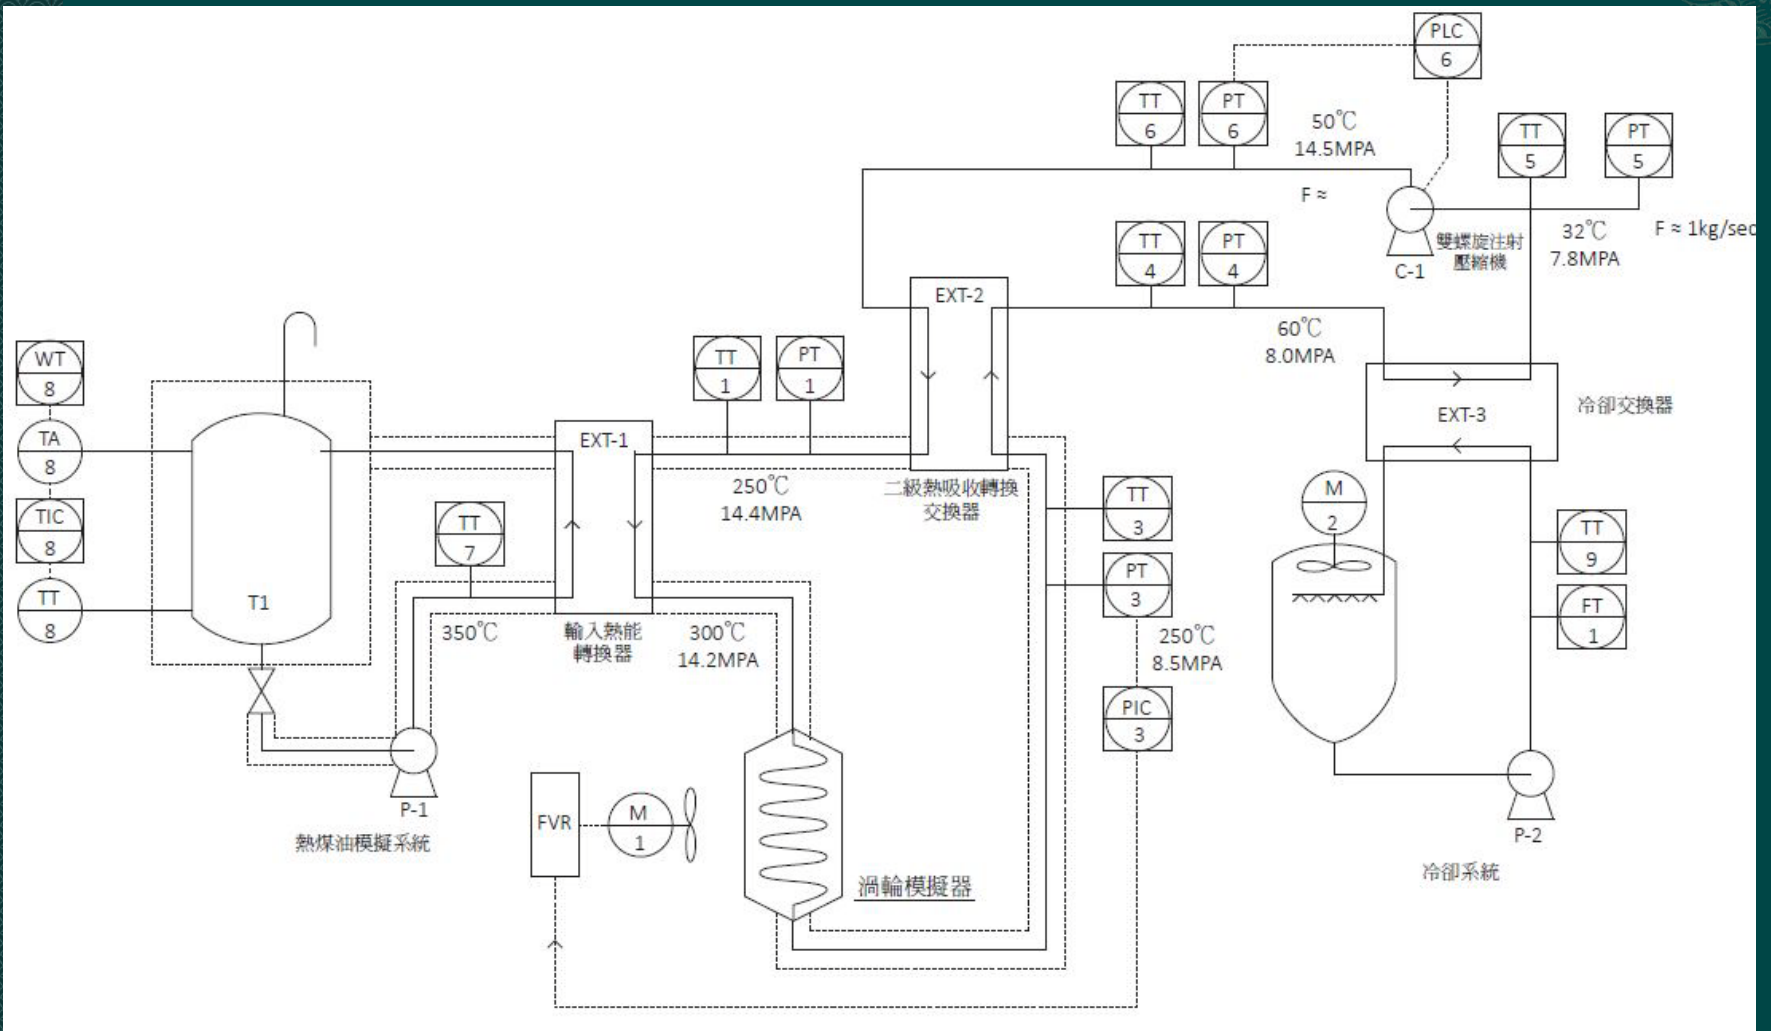 PLC
6
TT
6
PT
6
50℃
14.5MPA
TT
5
PT
5
F ≈
雙螺旋注射
壓縮機
C-1
32℃
7.8MPA
F ≈ 1kg/sec
TT
4
PT
4
EXT-2
60℃
8.0MPA
WT
8
TT
1
PT
1
TA
8
EXT-1
EXT-3
冷卻交換器
250℃
14.4MPA
二級熱吸收轉換
交換器
TIC
8
TT
7
TT
3
M
2
TT
9
TT
8
T1
PT
3
FT
1
350℃
輸入熱能
轉換器
300℃
14.2MPA
250℃
8.5MPA
PIC
3
P-1
熱煤油模擬系統
FVR
M
1
渦輪模擬器
P-2
冷卻系統